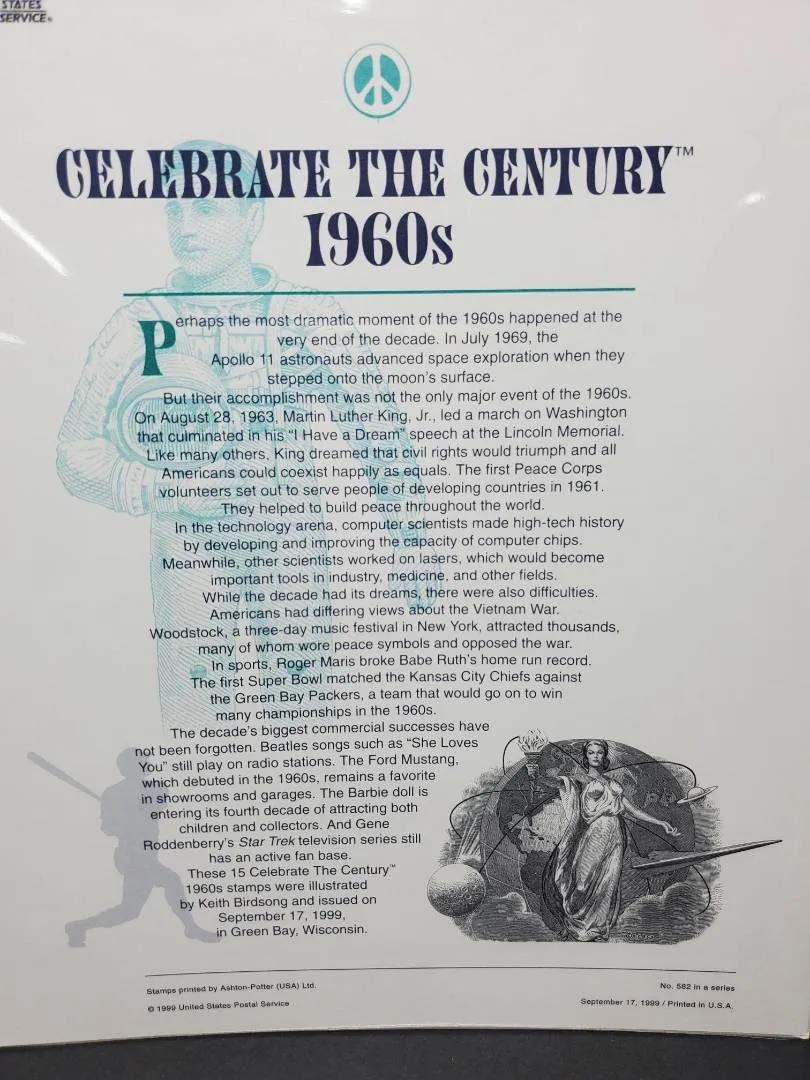 STATES
SERVICE®
CELEBRATE THE CENTURY™
1960s
Perhaps the most dramatic moment of the 1960s happened at the
very end of the decade. In July 1969, the
Apollo 11 astronauts advanced space exploration when they
stepped onto the moon's surface.
But their accomplishment was not the only major event of the 1960s.
On August 28, 1963, Martin Luther King, Jr., led a march on Washington
that culminated in his “I Have a Dream” speech at the Lincoln Memorial.
Like many others, King dreamed that civil rights would triumph and all
Americans could coexist happily as equals. The first Peace Corps
volunteers set out to serve people of developing countries in 1961.
They helped to build peace throughout the world.
In the technology arena, computer scientists made high-tech history
by developing and improving the capacity of computer chips.
Meanwhile, other scientists worked on lasers, which would become
important tools in industry, medicine, and other fields.
While the decade had its dreams, there were also difficulties.
Americans had differing views about the Vietnam War.
Woodstock, a three-day music festival in New York, attracted thousands,
many of whom wore peace symbols and opposed the war.
In sports, Roger Maris broke Babe Ruth's home run record.
The first Super Bowl matched the Kansas City Chiefs against
the Green Bay Packers, a team that would go on to win
many championships in the 1960s.
The decade's biggest commercial successes have
not been forgotten. Beatles songs such as “She Loves
You” still play on radio stations. The Ford Mustang,
which debuted in the 1960s, remains a favorite
in showrooms and garages. The Barbie doll is
entering its fourth decade of attracting both
children and collectors. And Gene
Roddenberry's Star Trek television series still
has an active fan base.
These 15 Celebrate The Century™
1960s stamps were illustrated
by Keith Birdsong and issued on
September 17, 1999,
in Green Bay, Wisconsin.
Stamps printed by Ashton-Potter (USA) Ltd.
© 1999 United States Postal Service
No. 582 in a series
September 17, 1999 / Printed in U.S.A.